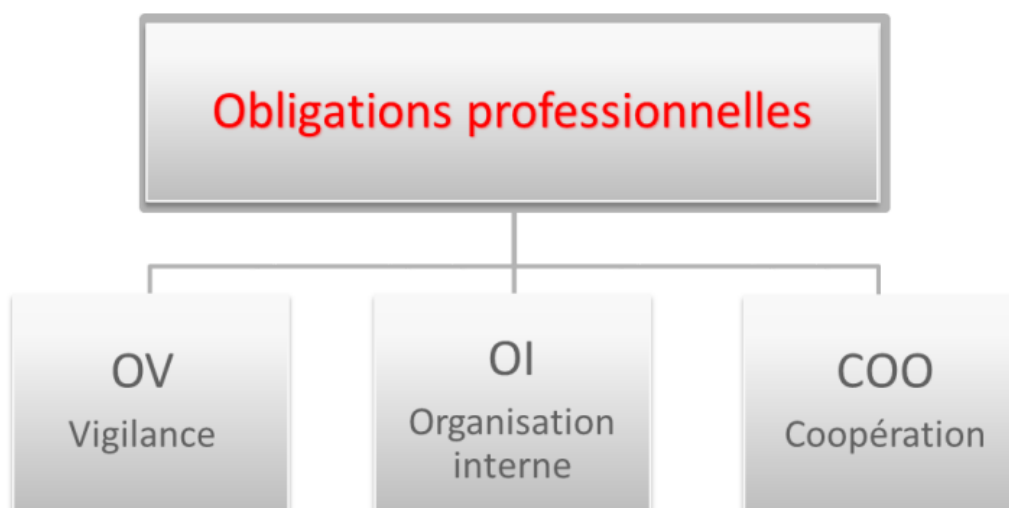 Obligations professionnelles
OV
Vigilance
OI
Organisation
interne
COO
Coopération